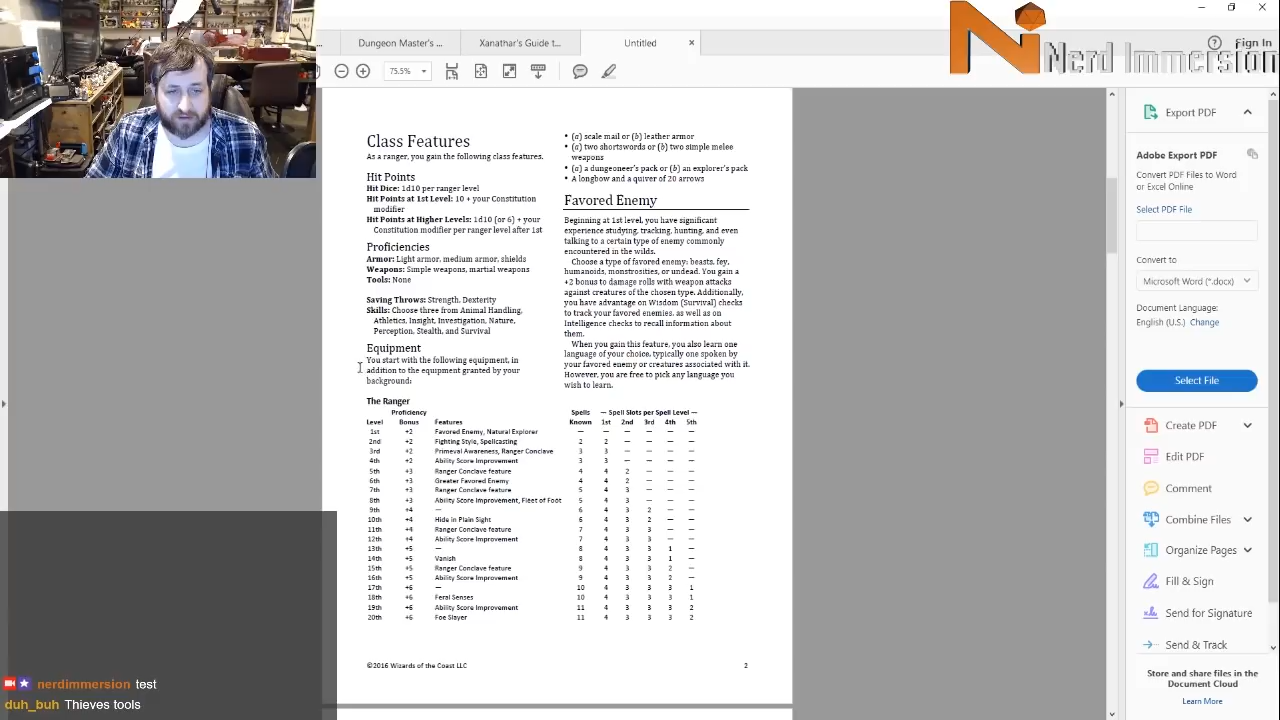 Dungeon Master's ...
Xanathar's Guide t...
Untitled
Sign In
Nerd Immersion
75.5%
Class Features
As a ranger, you gain the following class features.
Hit Points
Hit Dice: 1d10 per ranger level
Hit Points at 1st Level: 10 + your Constitution
modifier
Hit Points at Higher Levels: 1d10 (or 6) + your
Constitution modifier per ranger level after 1st
Proficiencies
Armor: Light armor, medium armor, shields
Weapons: Simple weapons, martial weapons
Tools: None
Saving Throws: Strength, Dexterity
Skills: Choose three from Animal Handling,
Athletics, Insight, Investigation, Nature,
Perception, Stealth, and Survival
Equipment
You start with the following equipment, in
addition to the equipment granted by your
background:
• (a) scale mail or (b) leather armor
• (a) two shortswords or (b) two simple melee
weapons
• (a) a dungeoneer's pack or (b) an explorer's pack
• A longbow and a quiver of 20 arrows
Favored Enemy
Beginning at 1st level, you have significant
experience studying, tracking, hunting, and even
talking to a certain type of enemy commonly
encountered in the wilds.
Choose a type of favored enemy: beasts, fey,
humanoids, monstrosities, or undead. You gain a
+2 bonus to damage rolls with weapon attacks
against creatures of the chosen type. Additionally,
you have advantage on Wisdom (Survival) checks
to track your favored enemies, as well as on
Intelligence checks to recall information about
them.
When you gain this feature, you also learn one
language of your choice, typically one spoken by
your favored enemy or creatures associated with it.
However, you are free to pick any language you
wish to learn.
The Ranger
Proficiency Spells — Spell Slots per Spell Level —
Level Bonus Features Known 1st 2nd 3rd 4th 5th
1st +2 Favored Enemy, Natural Explorer — — — — — —
2nd +2 Fighting Style, Spellcasting 2 2 — — — —
3rd +2 Primeval Awareness, Ranger Conclave 3 3 — — — —
4th +2 Ability Score Improvement 3 3 — — — —
5th +3 Ranger Conclave feature 4 4 2 — — —
6th +3 Greater Favored Enemy 4 4 2 — — —
7th +3 Ranger Conclave feature 5 4 3 — — —
8th +3 Ability Score Improvement, Fleet of Foot 5 4 3 — — —
9th +4 — 6 4 3 2 — —
10th +4 Hide in Plain Sight 6 4 3 2 — —
11th +4 Ranger Conclave feature 7 4 3 3 — —
12th +4 Ability Score Improvement 7 4 3 3 — —
13th +5 — 8 4 3 3 1 —
14th +5 Vanish 8 4 3 3 1 —
15th +5 Ranger Conclave feature 9 4 3 3 2 —
16th +5 Ability Score Improvement 9 4 3 3 2 —
17th +6 — 10 4 3 3 3 1
18th +6 Feral Senses 10 4 3 3 3 1
19th +6 Ability Score Improvement 11 4 3 3 3 2
20th +6 Foe Slayer 11 4 3 3 3 2
©2016 Wizards of the Coast LLC 2
Export PDF
Adobe Export PDF
Convert PDF Files to Word
or Excel Online
Select PDF File
Convert to
Microsoft Word (*.docx)
Document Language:
English (U.S.) Change
Select File
Create PDF
Edit PDF
Comment
Combine Files
Organize Pages
Fill & Sign
Send for Signature
Send & Track
Store and share files in the
Document Cloud
Learn More
nerdimmersion test
duh_buh Thieves tools